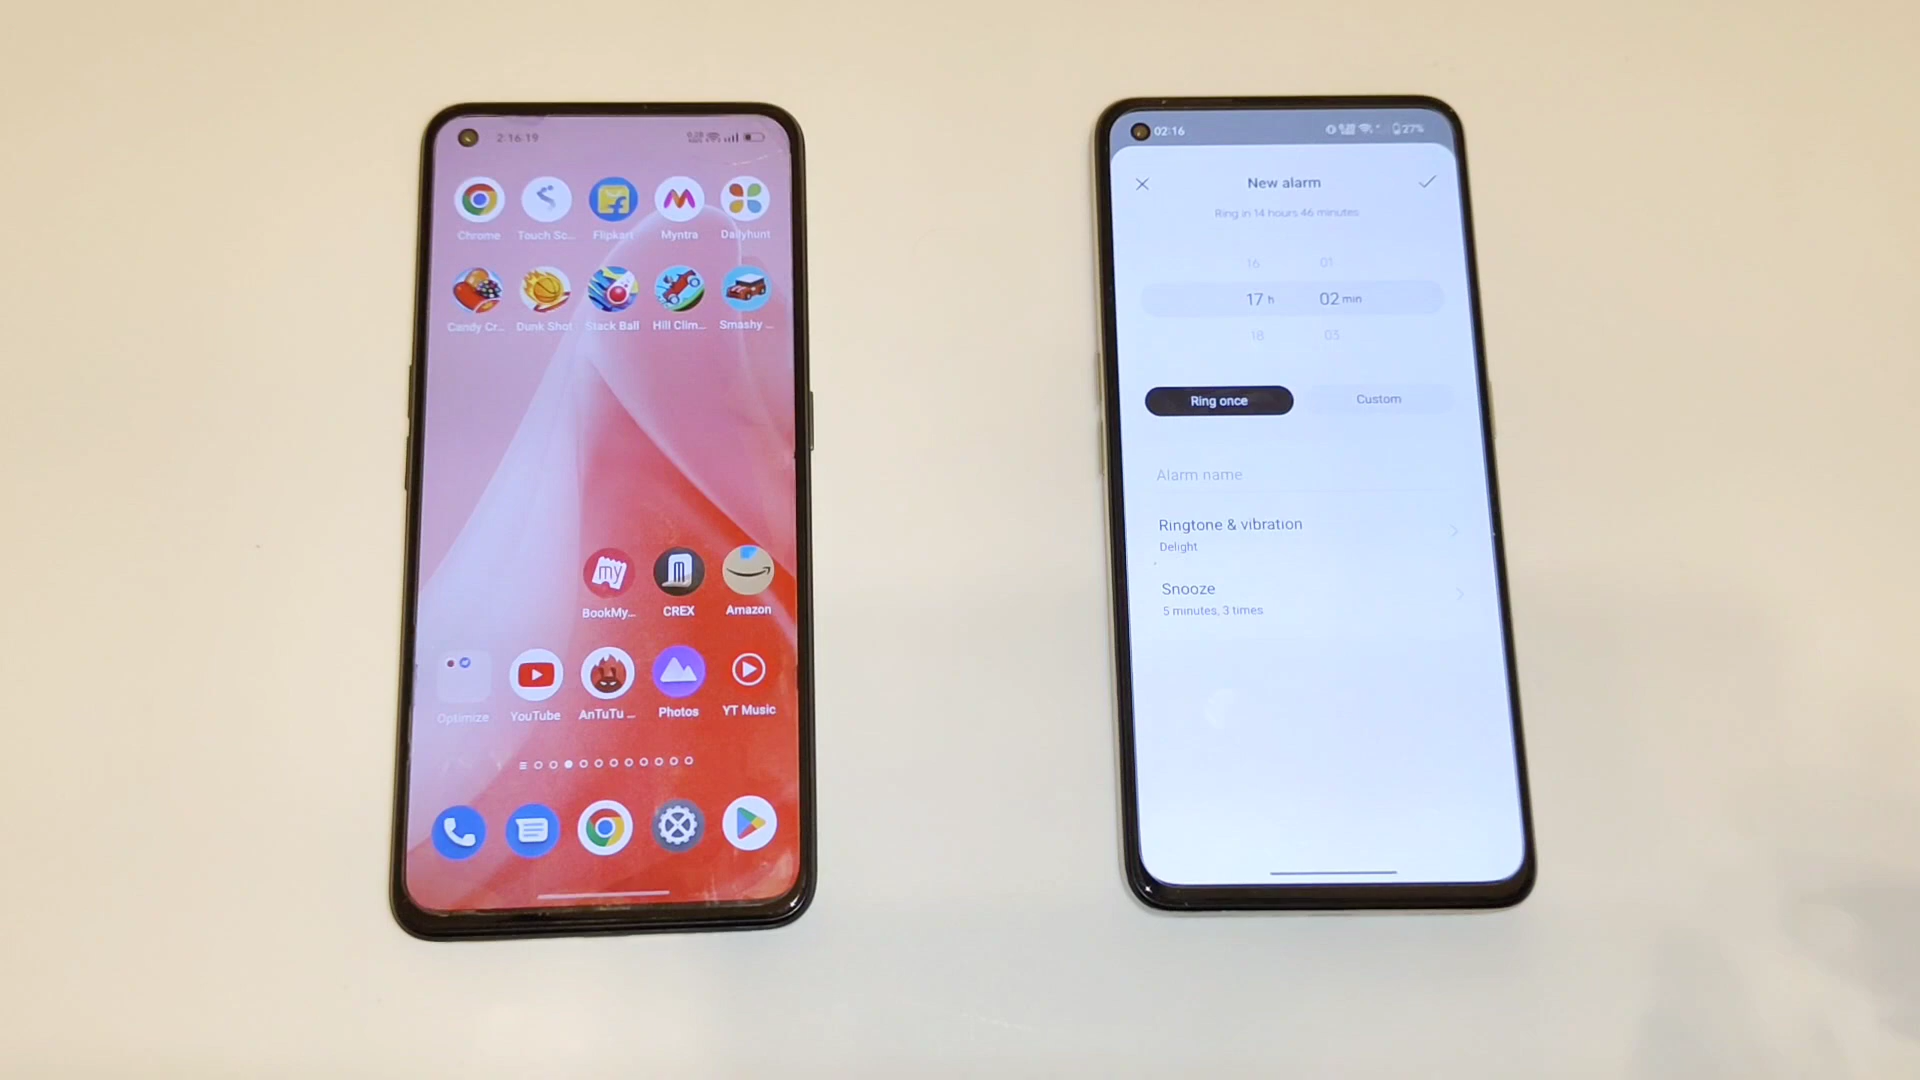 2:16:19
Chrome Touch Sc... Flipkart Myntra Dailyhunt
Candy Cr... Dunk Shot Stack Ball Hill Clim... Smashy ...
my
BookMy... CREX Amazon
Optimize YouTube AnTuTu ... Photos YT Music
02:16
27%
New alarm
Ring in 14 hours 46 minutes
16 01
17 h 02 min
18 03
Ring once Custom
Alarm name
Ringtone & vibration
Delight
Snooze
5 minutes, 3 times